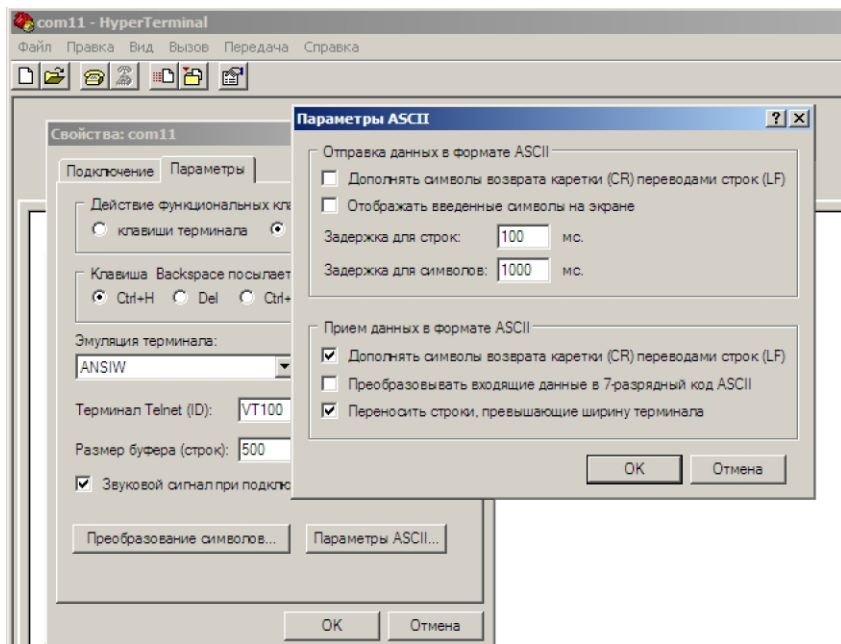 com11 - HyperTerminal
Файл Правка Вид Вызов Передача Справка
Свойства: com11
Подключение Параметры
Действие функциональных
клавиши терминала
Клавиша Backspace посылает
Ctrl+H Del Ctrl+
Эмуляция терминала:
ANSIW
Терминал Telnet (ID): VT100
Размер буфера (строк): 500
Звуковой сигнал при
Преобразование символов... Параметры ASCII...
OK Отмена
Параметры ASCII
Отправка данных в формате ASCII
Дополнять символы возврата каретки (CR) переводами строк (LF)
Отображать введенные символы на экране
Задержка для строк: 100 мс.
Задержка для символов: 1000 мс.
Прием данных в формате ASCII
Дополнять символы возврата каретки (CR) переводами строк (LF)
Преобразовывать входящие данные в 7-разрядный код ASCII
Переносить строки, превышающие ширину терминала
OK Отмена